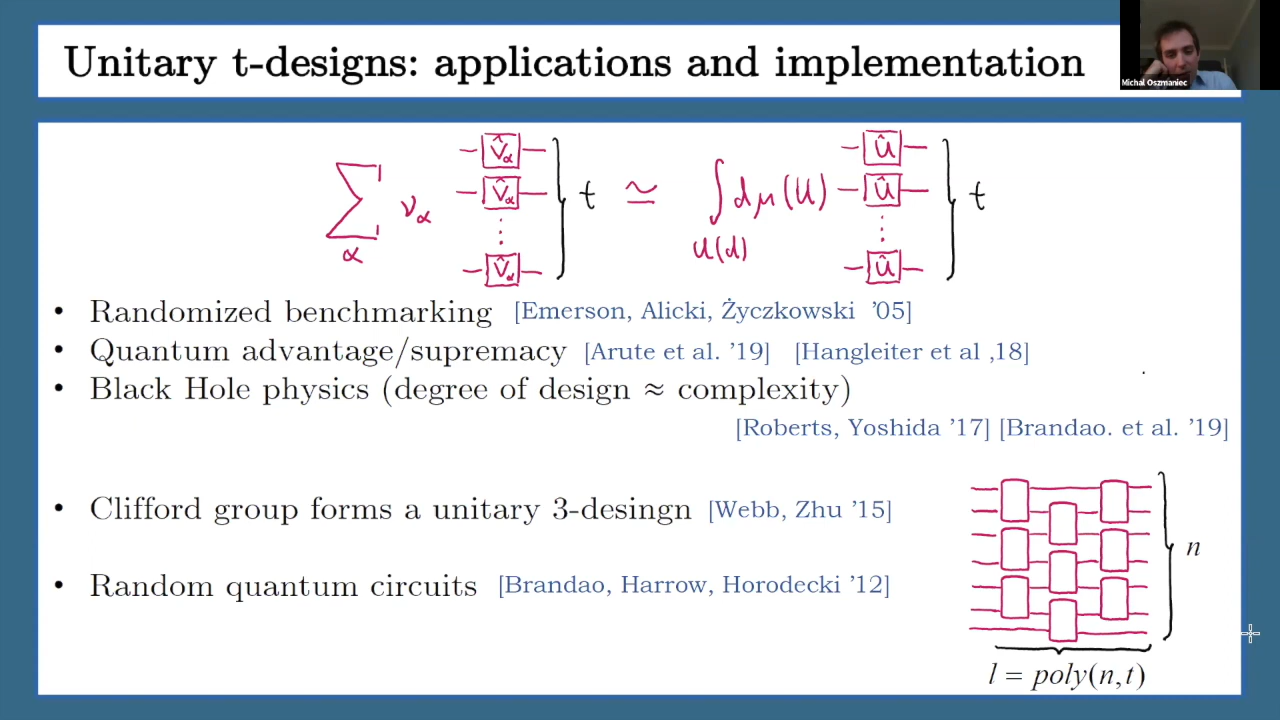 Unitary t-designs: applications and implementation
Michał Oszmaniec
∑ α ν_α V̂_α V̂_α ⋮ V̂_α } t ≃ ∫ U(d) dμ(U) Û Û ⋮ Û } t
• Randomized benchmarking [Emerson, Alicki, Życzkowski ’05]
• Quantum advantage/supremacy [Arute et al. ’19] [Hangleiter et al ,18]
• Black Hole physics (degree of design ≈ complexity)
[Roberts, Yoshida ’17] [Brandao. et al. ’19]
• Clifford group forms a unitary 3-desingn [Webb, Zhu ’15]
n
• Random quantum circuits [Brandao, Harrow, Horodecki ’12]
l = poly(n,t)